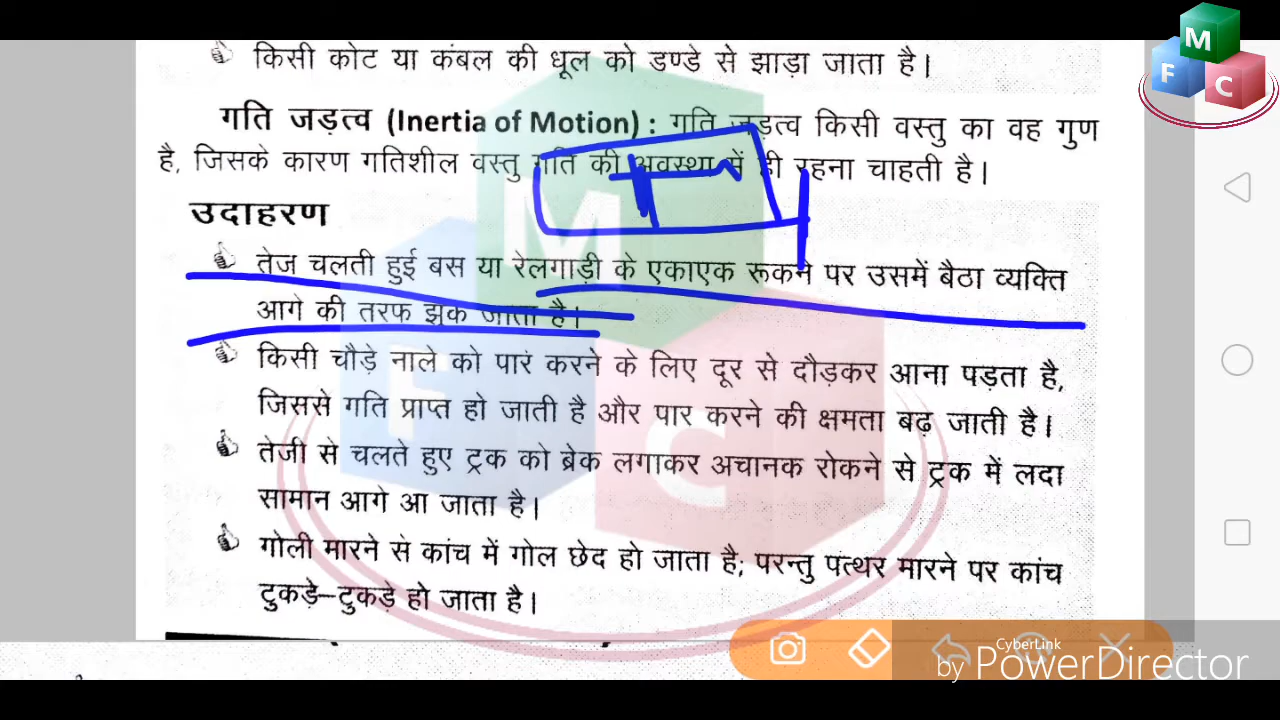 किसी कोट या कंबल की धूल को डण्डे से झाड़ा जाता है।
गति जड़त्व (Inertia of Motion) : गति जड़त्व किसी वस्तु का वह गुण
है, जिसके कारण गतिशील वस्तु गति की अवस्था में ही रहना चाहती है।
उदाहरण
तेज चलती हुई बस या रेलगाड़ी के एकाएक रूकने पर उसमें बैठा व्यक्ति
आगे की तरफ झुक जाता है।
किसी चौड़े नाले को पार करने के लिए दूर से दौड़कर आना पड़ता है,
जिससे गति प्राप्त हो जाती है और पार करने की क्षमता बढ़ जाती है।
तेजी से चलते हुए ट्रक को ब्रेक लगाकर अचानक रोकने से ट्रक में लदा
सामान आगे आ जाता है।
गोली मारने से कांच में गोल छेद हो जाता है; परन्तु पत्थर मारने पर कांच
टुकड़े–टुकड़े हो जाता है।
M
F C
M
F C
CyberLink
by PowerDirector